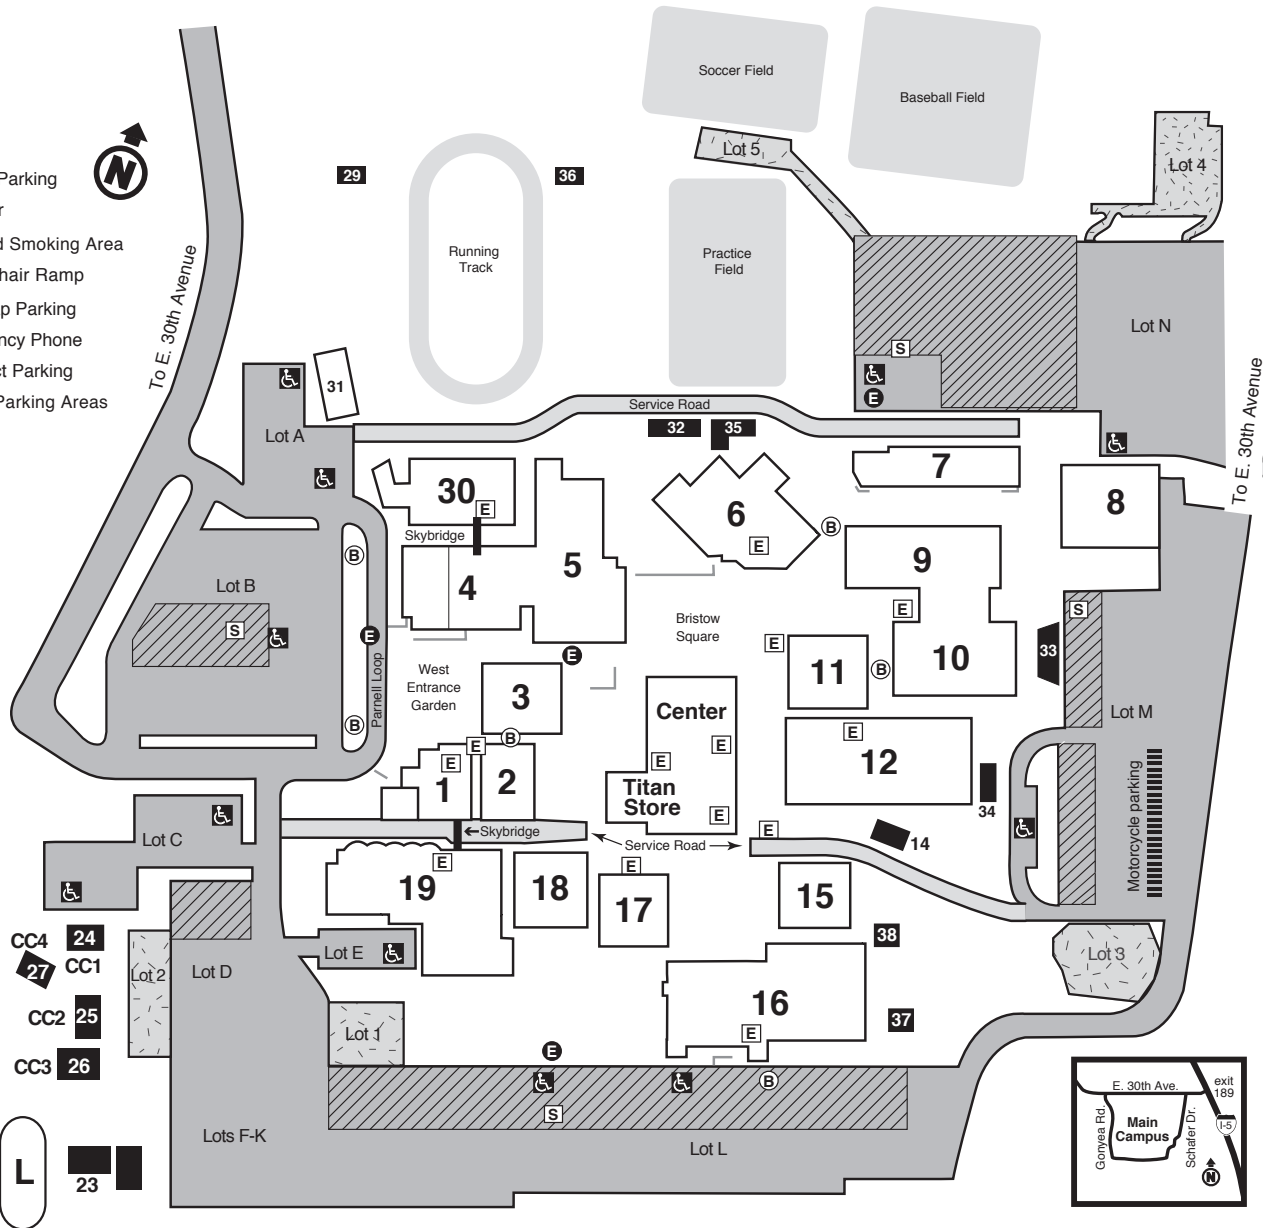 Soccer Field
Baseball Field
Lot 5
Lot 4
N
Parking
29
36
Smoking Area
Running
Track
Practice
Field
Ramp
Parking
Phone
Parking
Parking Areas
To E. 30th Avenue
Lot N
S
E
31
Service Road
32
35
Lot A
To E. 30th Avenue
30
E
7
8
6
E
B
Skybridge
B
5
4
9
Lot B
S
E
E
S
Bristow
Square
E
E
33
10
11
B
West
Entrance
Garden
Parnell Loop
3
Center
Lot M
B
B
E
E
E
E
E
1
2
12
34
Titan
Store
E
Motorcycle parking
Skybridge
Service Road
E
14
Lot C
E
E
19
18
17
15
CC4
24
27
CC1
38
Lot E
Lot 3
Lot 2
Lot D
16
CC2
25
37
Lot 1
E
E
CC3
26
B
S
Lots F-K
Lot L
L
23
E. 30th Ave.
exit
189
Gonyea Rd.
Main
Campus
Schafer Dr.
I-5
N